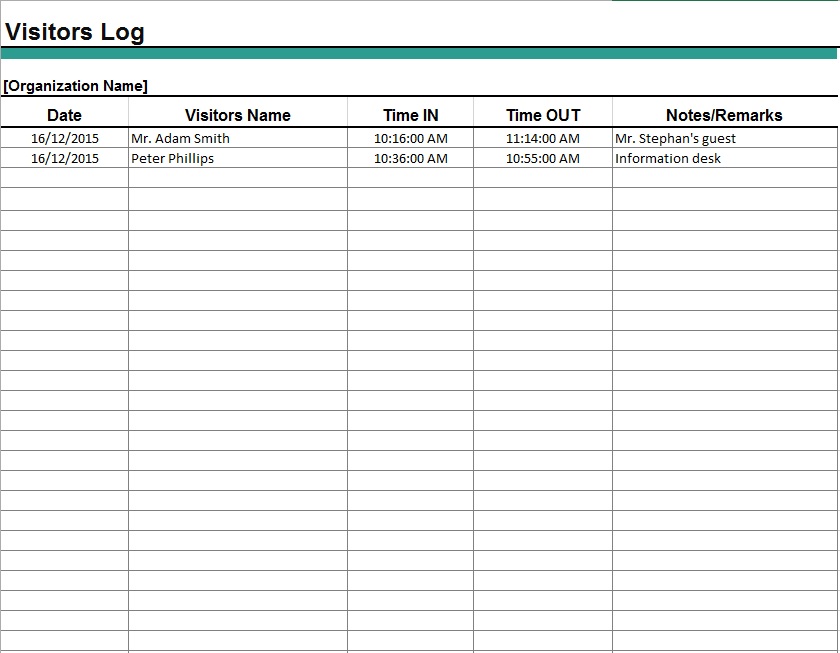 Visitors Log
[Organization Name]
Date Visitors Name Time IN Time OUT Notes/Remarks
16/12/2015 Mr. Adam Smith 10:16:00 AM 11:14:00 AM Mr. Stephan's guest
16/12/2015 Peter Phillips 10:36:00 AM 10:55:00 AM Information desk